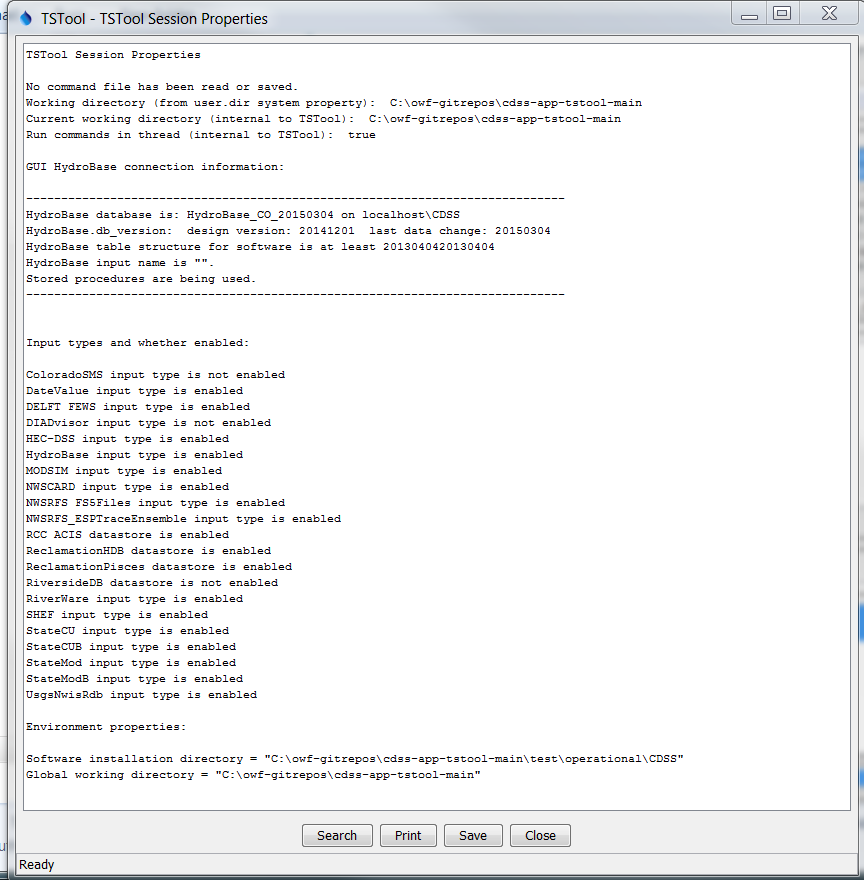 TSTool - TSTool Session Properties
TSTool Session Properties
No command file has been read or saved.
Working directory (from user.dir system property):  C:\owf-gitrepos\cdss-app-tstool-main
Current working directory (internal to TSTool):  C:\owf-gitrepos\cdss-app-tstool-main
Run commands in thread (internal to TSTool):  true
GUI HydroBase connection information:
-----------------------------------------------------------------------------
HydroBase database is: HydroBase_CO_20150304 on localhost\CDSS
HydroBase.db_version:  design version: 20141201  last data change: 20150304
HydroBase table structure for software is at least 2013040420130404
HydroBase input name is "".
Stored procedures are being used.
-----------------------------------------------------------------------------
Input types and whether enabled:
ColoradoSMS input type is not enabled
DateValue input type is enabled
DELFT FEWS input type is enabled
DIADvisor input type is not enabled
HEC-DSS input type is enabled
HydroBase input type is enabled
MODSIM input type is enabled
NWSCARD input type is enabled
NWSRFS FS5Files input type is enabled
NWSRFS_ESPTraceEnsemble input type is enabled
RCC ACIS datastore is enabled
ReclamationHDB datastore is enabled
ReclamationPisces datastore is enabled
RiversideDB datastore is not enabled
RiverWare input type is enabled
SHEF input type is enabled
StateCU input type is enabled
StateCUB input type is enabled
StateMod input type is enabled
StateModB input type is enabled
UsgsNwisRdb input type is enabled
Environment properties:
Software installation directory = "C:\owf-gitrepos\cdss-app-tstool-main\test\operational\CDSS"
Global working directory = "C:\owf-gitrepos\cdss-app-tstool-main"
Search Print Save Close
Ready